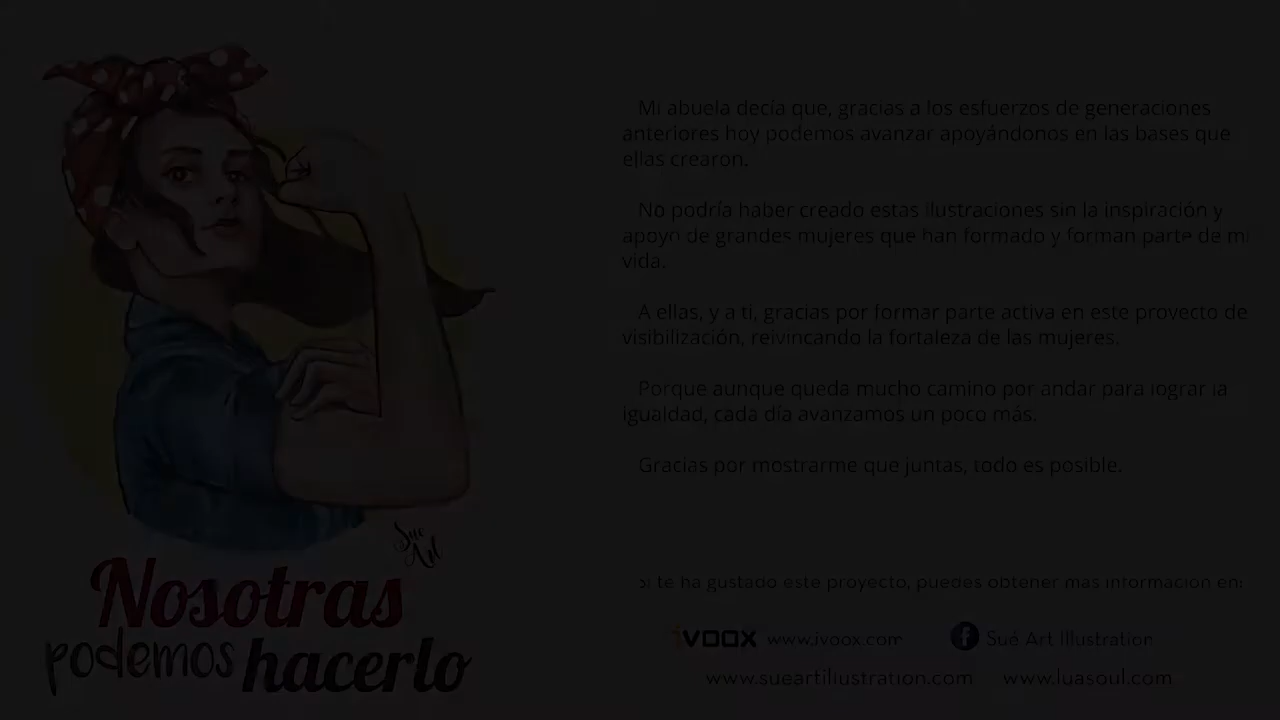 Mi abuela decía que, gracias a los esfuerzos de generaciones
anteriores hoy podemos avanzar apoyándonos en las bases que
ellas crearon.
No podría haber creado estas ilustraciones sin la inspiración y
apoyo de grandes mujeres que han formado y forman parte de mi
vida.
A ellas, y a ti, gracias por formar parte activa en este proyecto de
visibilización, reivincando la fortaleza de las mujeres.
Porque aunque queda mucho camino por andar para lograr la
igualdad, cada día avanzamos un poco más.
Gracias por mostrarme que juntas, todo es posible.
Sue
Art
Nosotras
podemos hacerlo
Si te ha gustado este proyecto, puedes obtener más información en:
iVOOX www.ivoox.com f Sué Art Illustration
www.sueartillustration.com www.luasoul.com